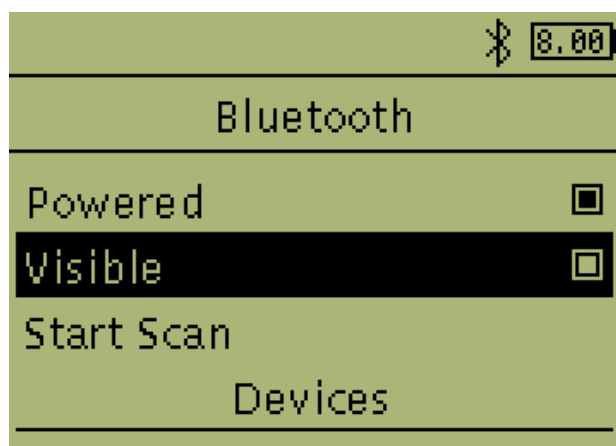 8.00
Bluetooth
Powered
Visible
Start Scan
Devices